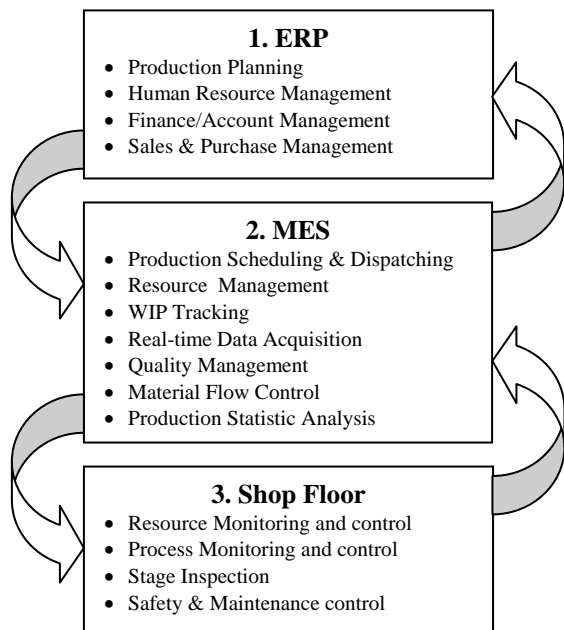 1. ERP
• Production Planning
• Human Resource Management
• Finance/Account Management
• Sales & Purchase Management
2. MES
• Production Scheduling & Dispatching
• Resource Management
• WIP Tracking
• Real-time Data Acquisition
• Quality Management
• Material Flow Control
• Production Statistic Analysis
3. Shop Floor
• Resource Monitoring and control
• Process Monitoring and control
• Stage Inspection
• Safety & Maintenance control